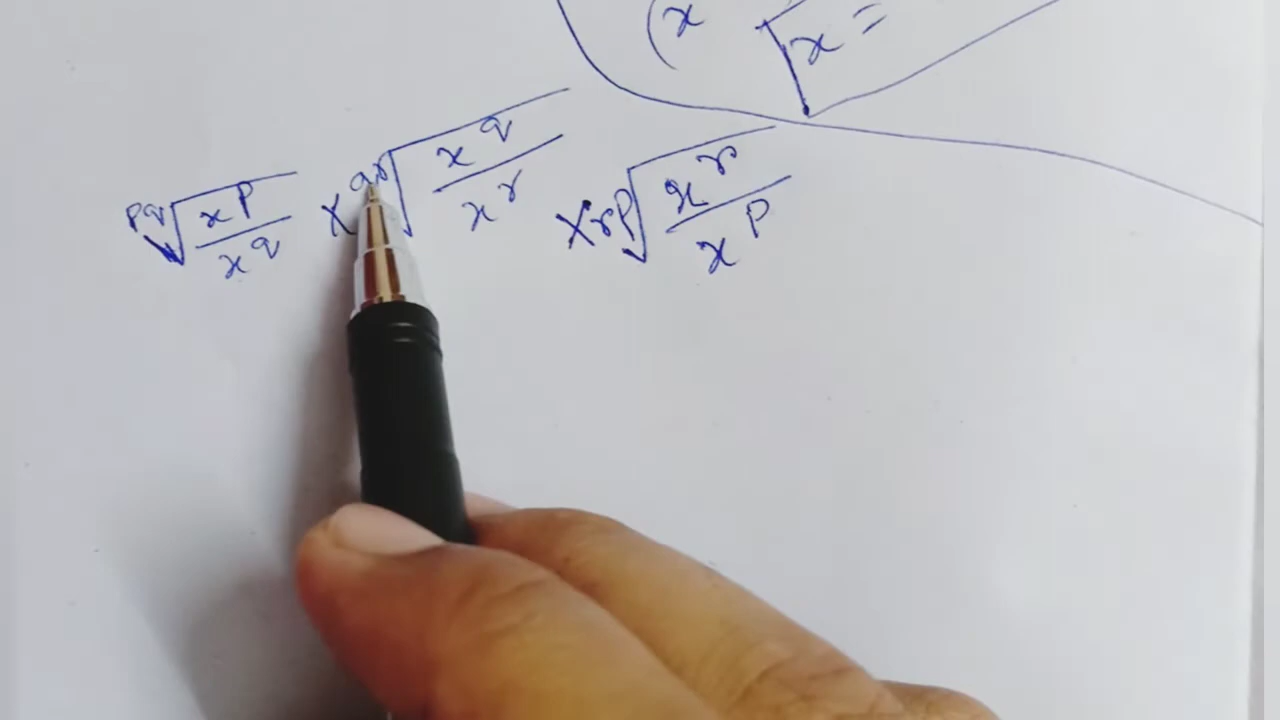 (x √x =
pq√(x^p / x^q) × qr√(x^q / x^r) × rp√(x^r / x^p)